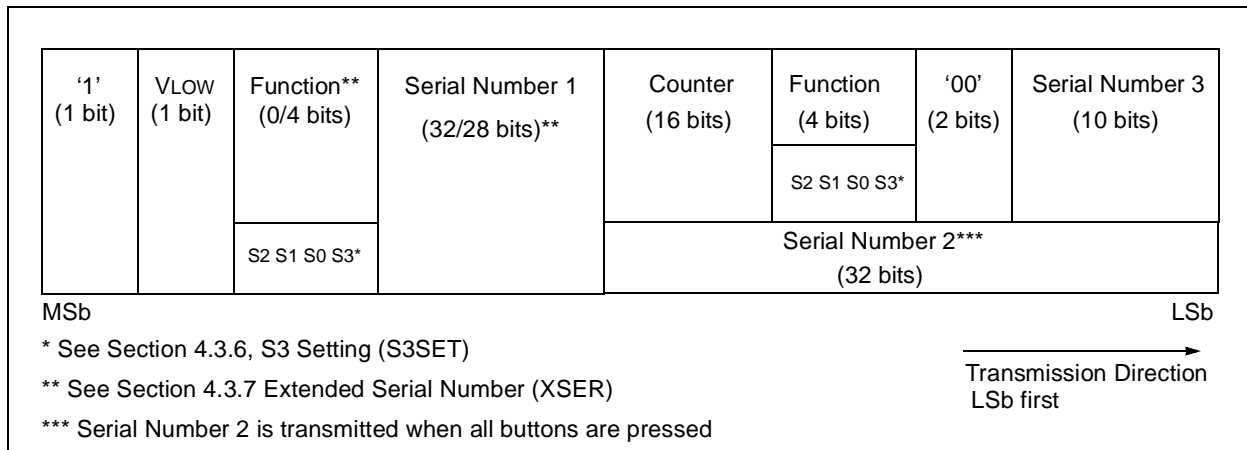 ‘1’
(1 bit)
VLOW
(1 bit)
Function**
(0/4 bits)
S2 S1 S0 S3*
Serial Number 1
(32/28 bits)**
Counter
(16 bits)
Function
(4 bits)
S2 S1 S0 S3*
‘00’
(2 bits)
Serial Number 3
(10 bits)
Serial Number 2***
(32 bits)
MSb
LSb
* See Section 4.3.6, S3 Setting (S3SET)
** See Section 4.3.7 Extended Serial Number (XSER)
*** Serial Number 2 is transmitted when all buttons are pressed
Transmission Direction
LSb first